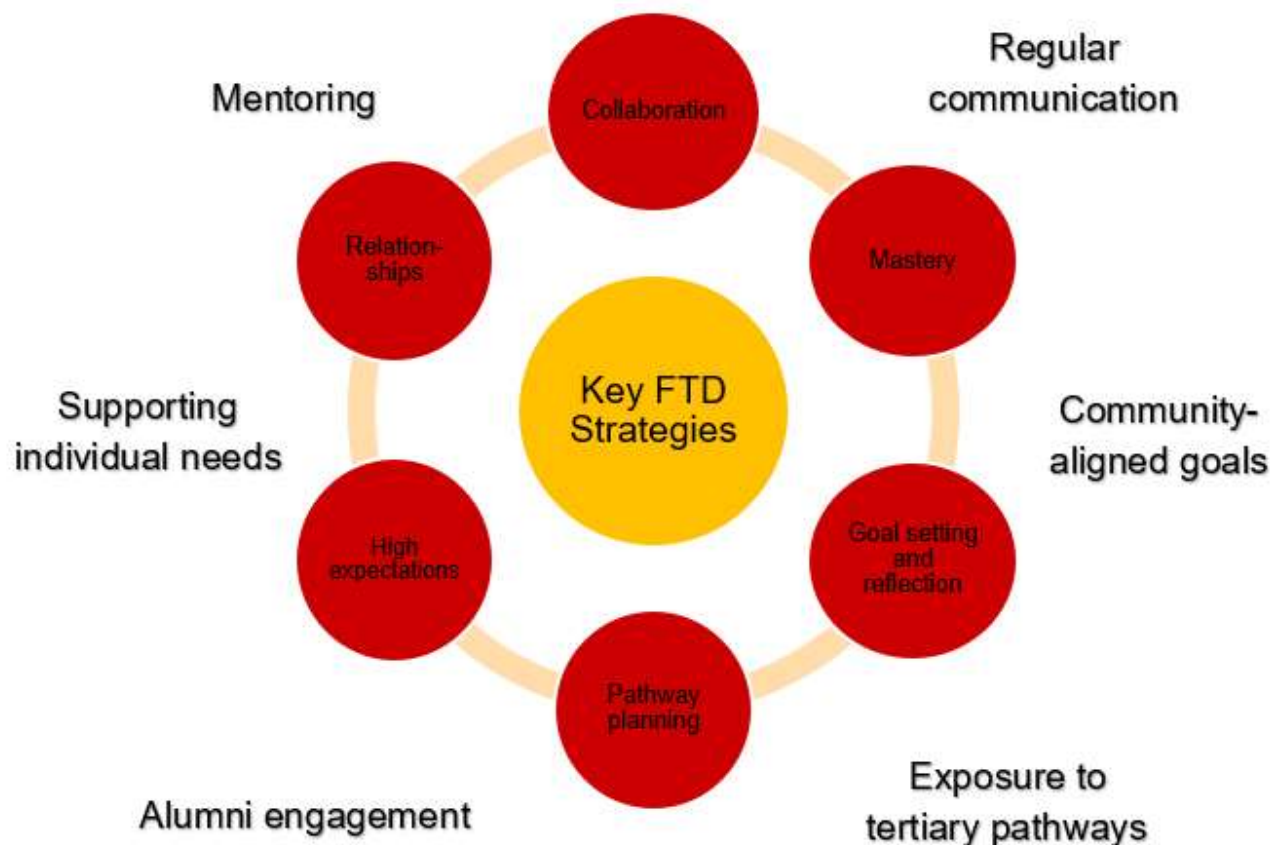 Regular
communication
Mentoring
Collaboration
Relation-
ships
Mastery
Key FTD
Strategies
Supporting
individual needs
Community-
aligned goals
High
expectations
Goal setting
and
reflection
Pathway
planning
Exposure to
tertiary pathways
Alumni engagement